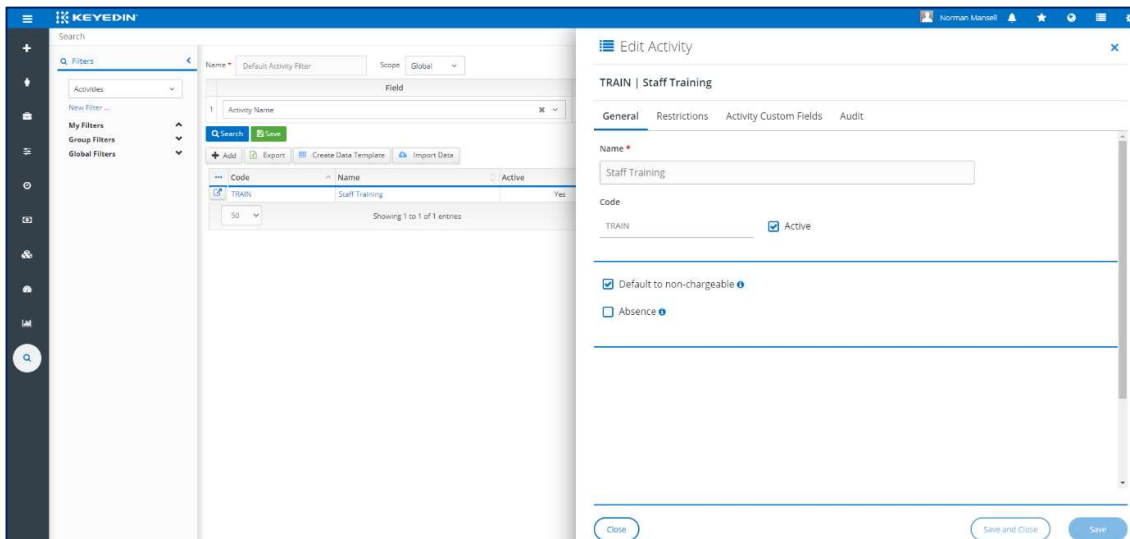 KEYEDIN
Norman Mansell
Search
Filters
Activities
New Filter ...
My Filters
Group Filters
Global Filters
Name * Default Activity Filter Scope Global
Field
1 Activity Name
Search Save
Add Export Create Data Template Import Data
... Code Name Active
TRAIN Staff Training Yes
50 Showing 1 to 1 of 1 entries
Edit Activity
TRAIN | Staff Training
General Restrictions Activity Custom Fields Audit
Name *
Staff Training
Code
TRAIN Active
Default to non-chargeable
Absence
Close Save and Close Save